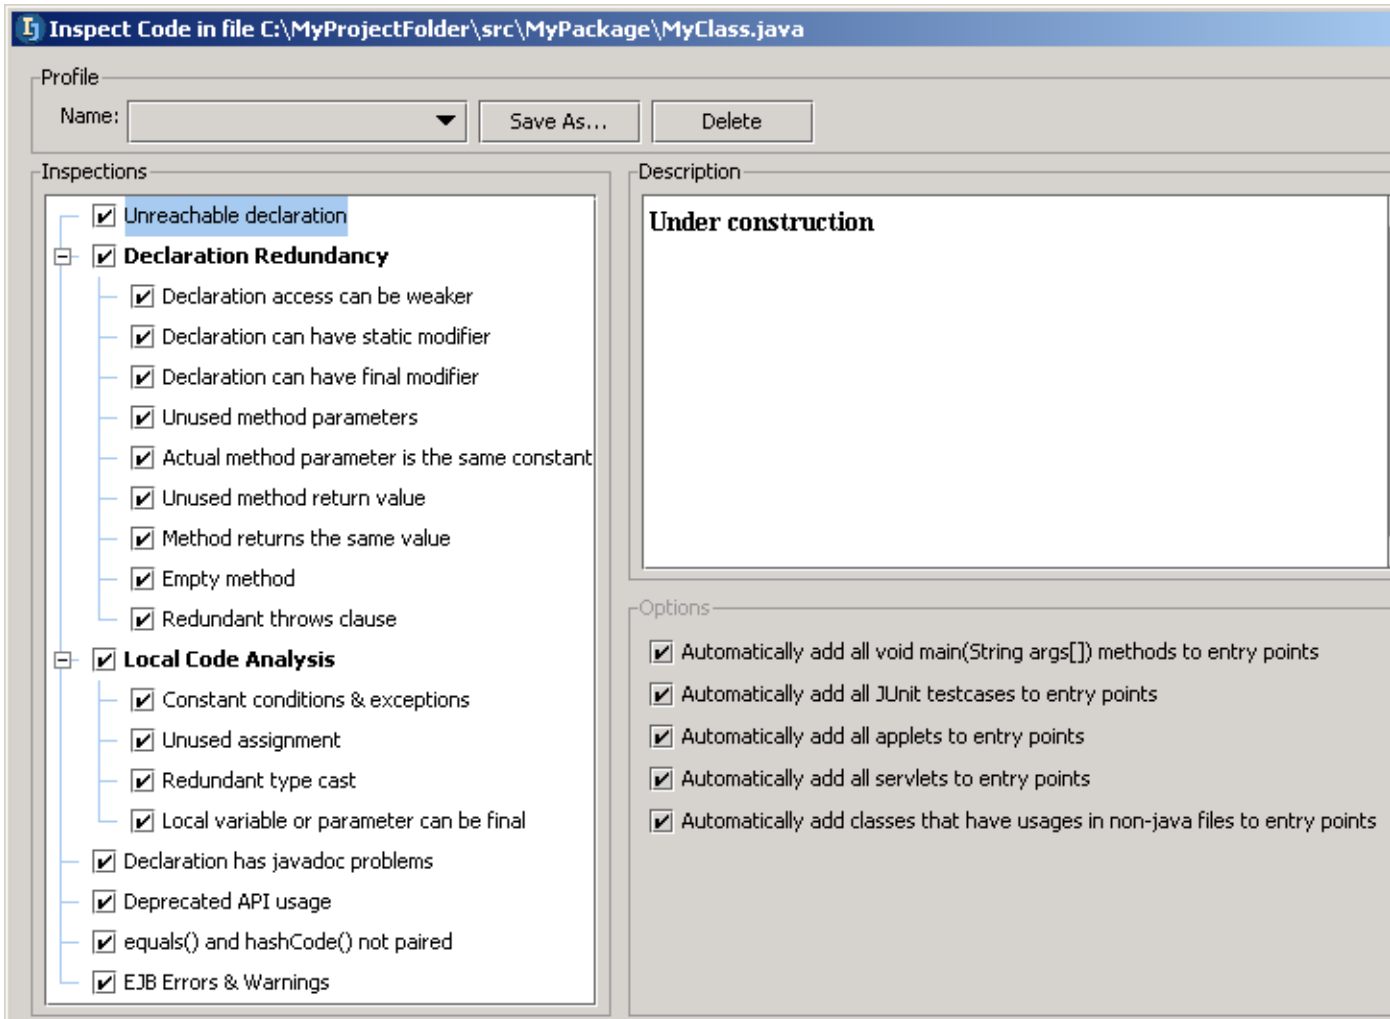 Inspect Code in file C:\MyProjectFolder\src\MyPackage\MyClass.java
Profile
Name:
Save As...
Delete
Inspections
Unreachable declaration
Declaration Redundancy
Declaration access can be weaker
Declaration can have static modifier
Declaration can have final modifier
Unused method parameters
Actual method parameter is the same constant
Unused method return value
Method returns the same value
Empty method
Redundant throws clause
Local Code Analysis
Constant conditions & exceptions
Unused assignment
Redundant type cast
Local variable or parameter can be final
Declaration has javadoc problems
Deprecated API usage
equals() and hashCode() not paired
EJB Errors & Warnings
Description
Under construction
Options
Automatically add all void main(String args[]) methods to entry points
Automatically add all JUnit testcases to entry points
Automatically add all applets to entry points
Automatically add all servlets to entry points
Automatically add classes that have usages in non-java files to entry points